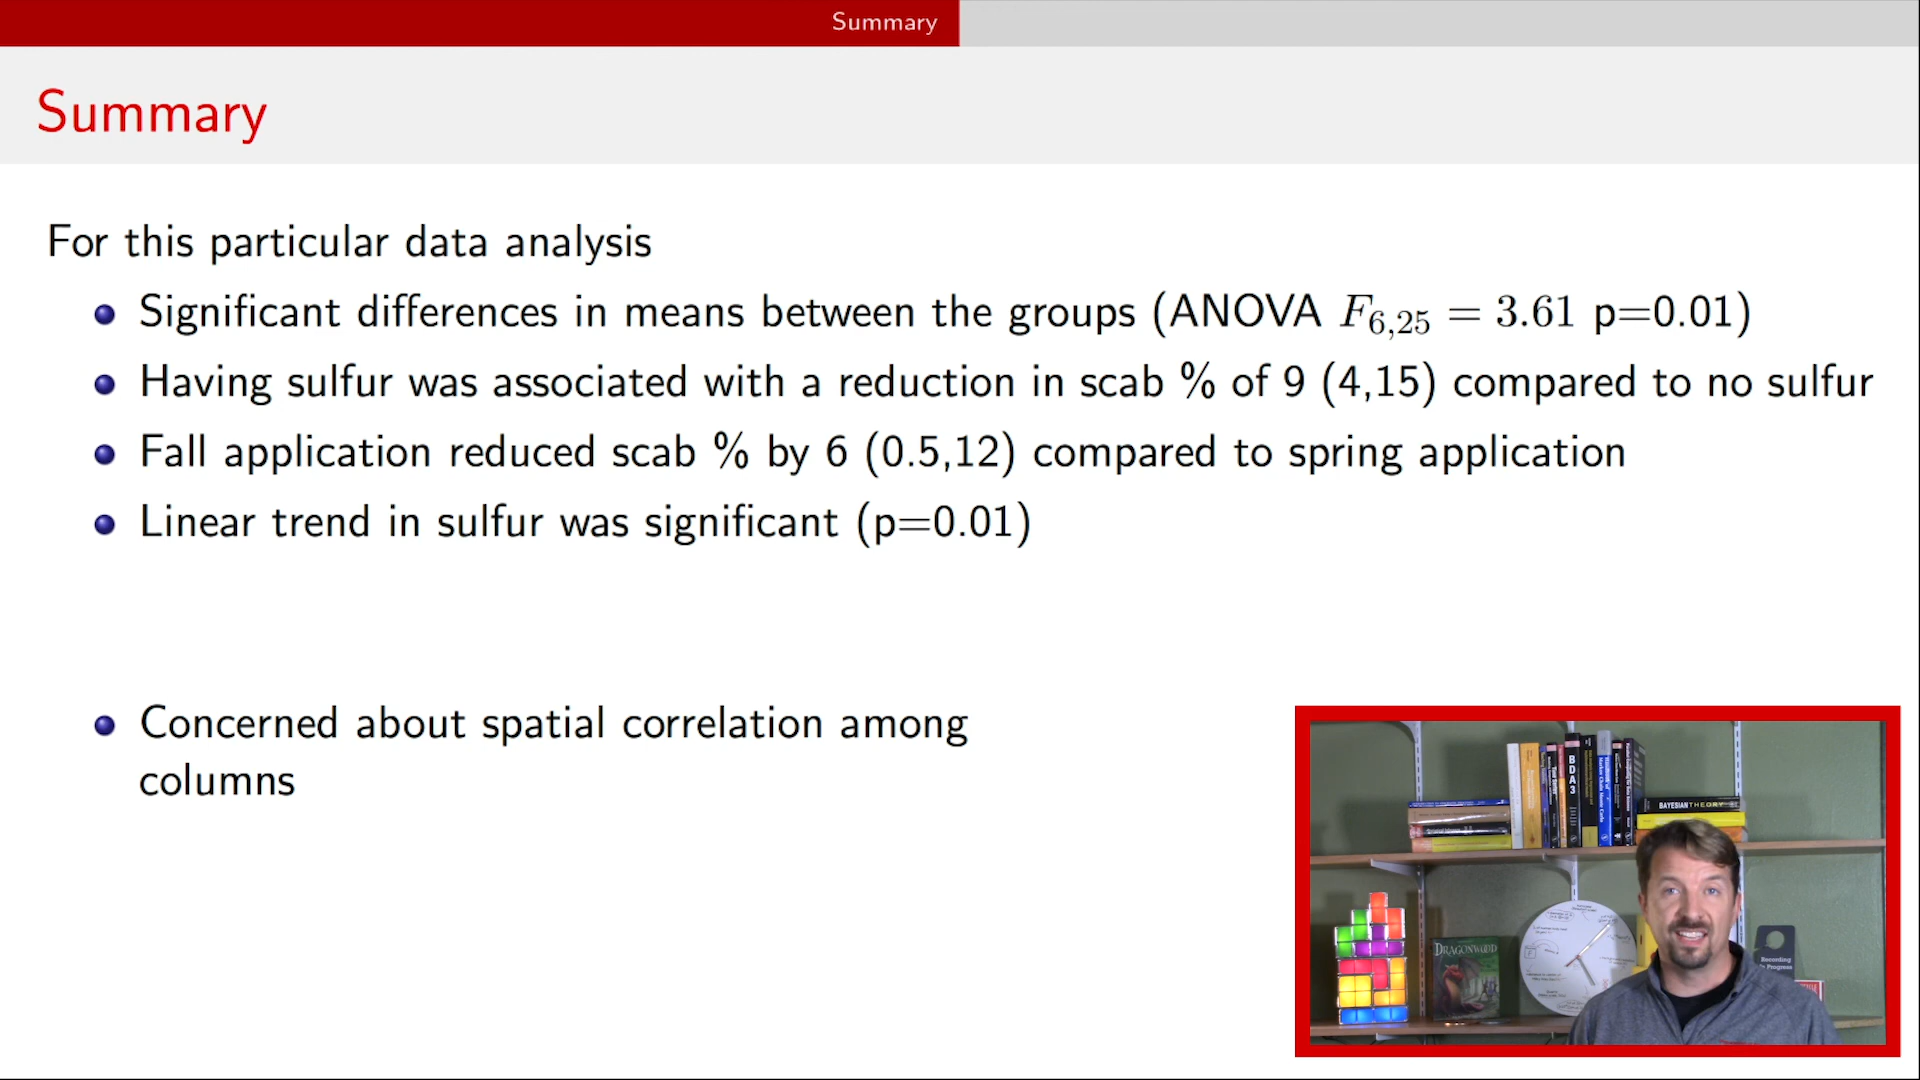 Summary
Summary
For this particular data analysis
Significant differences in means between the groups (ANOVA F6,25 = 3.61 p=0.01)
Having sulfur was associated with a reduction in scab % of 9 (4,15) compared to no sulfur
Fall application reduced scab % by 6 (0.5,12) compared to spring application
Linear trend in sulfur was significant (p=0.01)
Concerned about spatial correlation among
columns
BDA3
BAYESIAN THEORY
DRAGONWOOD
Recording
In Progress